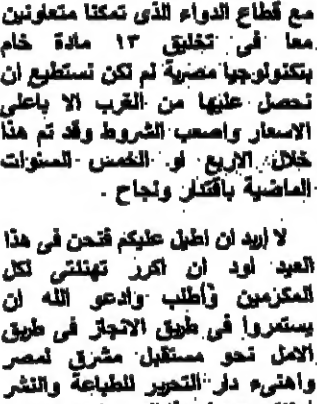 مع قطاع الدواء الذى تمكنا متعاونين
معا فى تخليق ١٣ مادة خام
بتكنولوجيا مصرية لم تكن نستطيع ان
نحصل عليها من الغرب الا باعلى
الاسعار واصعب الشروط وقد تم هذا
خلال الاربع او الخمس السنوات
الماضية باقتدار ونجاح .
لا اريد ان اطيل عليكم فنحن فى هذا
العيد اود ان اكرر تهنئتى لكل
المكرمين وأطلب وادعو الله ان
يستمروا فى طريق الانجاز فى طريق
الامل نحو مستقبل مشرق لمصر
واهنىء دار التحرير للطباعة والنشر